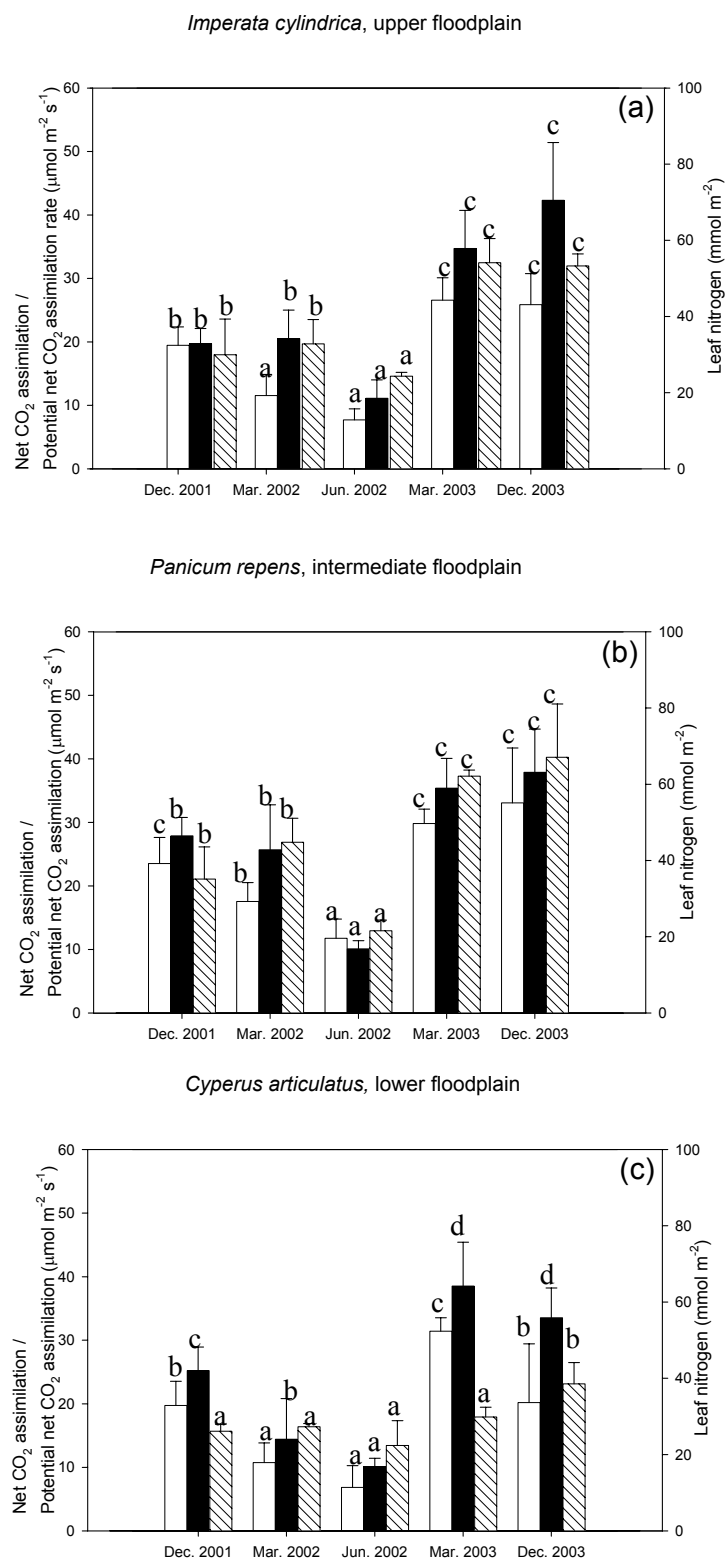 Imperata cylindrica, upper floodplain
(a)
60
50
40
30
20
10
0
100
80
60
40
20
0
Net CO2 assimilation /
Potential net CO2 assimilation rate (μmol m-2 s-1)
Leaf nitrogen (mmol m-2)
b b b
a b b
a a a
c c c
c c c
Dec. 2001 Mar. 2002 Jun. 2002 Mar. 2003 Dec. 2003
Panicum repens, intermediate floodplain
(b)
60
50
40
30
20
10
0
100
80
60
40
20
0
Net CO2 assimilation /
Potential net CO2 assimilation (μmol m-2 s-1)
Leaf nitrogen (mmol m-2)
c b b
b b b
a a a
c c c
c c c
Dec. 2001 Mar. 2002 Jun. 2002 Mar. 2003 Dec. 2003
Cyperus articulatus, lower floodplain
(c)
60
50
40
30
20
10
0
100
80
60
40
20
0
Net CO2 assimilation /
Potential net CO2 assimilation (μmol m-2 s-1)
Leaf nitrogen (mmol m-2)
b c a
a b a
a a a
c d a
b d b
Dec. 2001 Mar. 2002 Jun. 2002 Mar. 2003 Dec. 2003